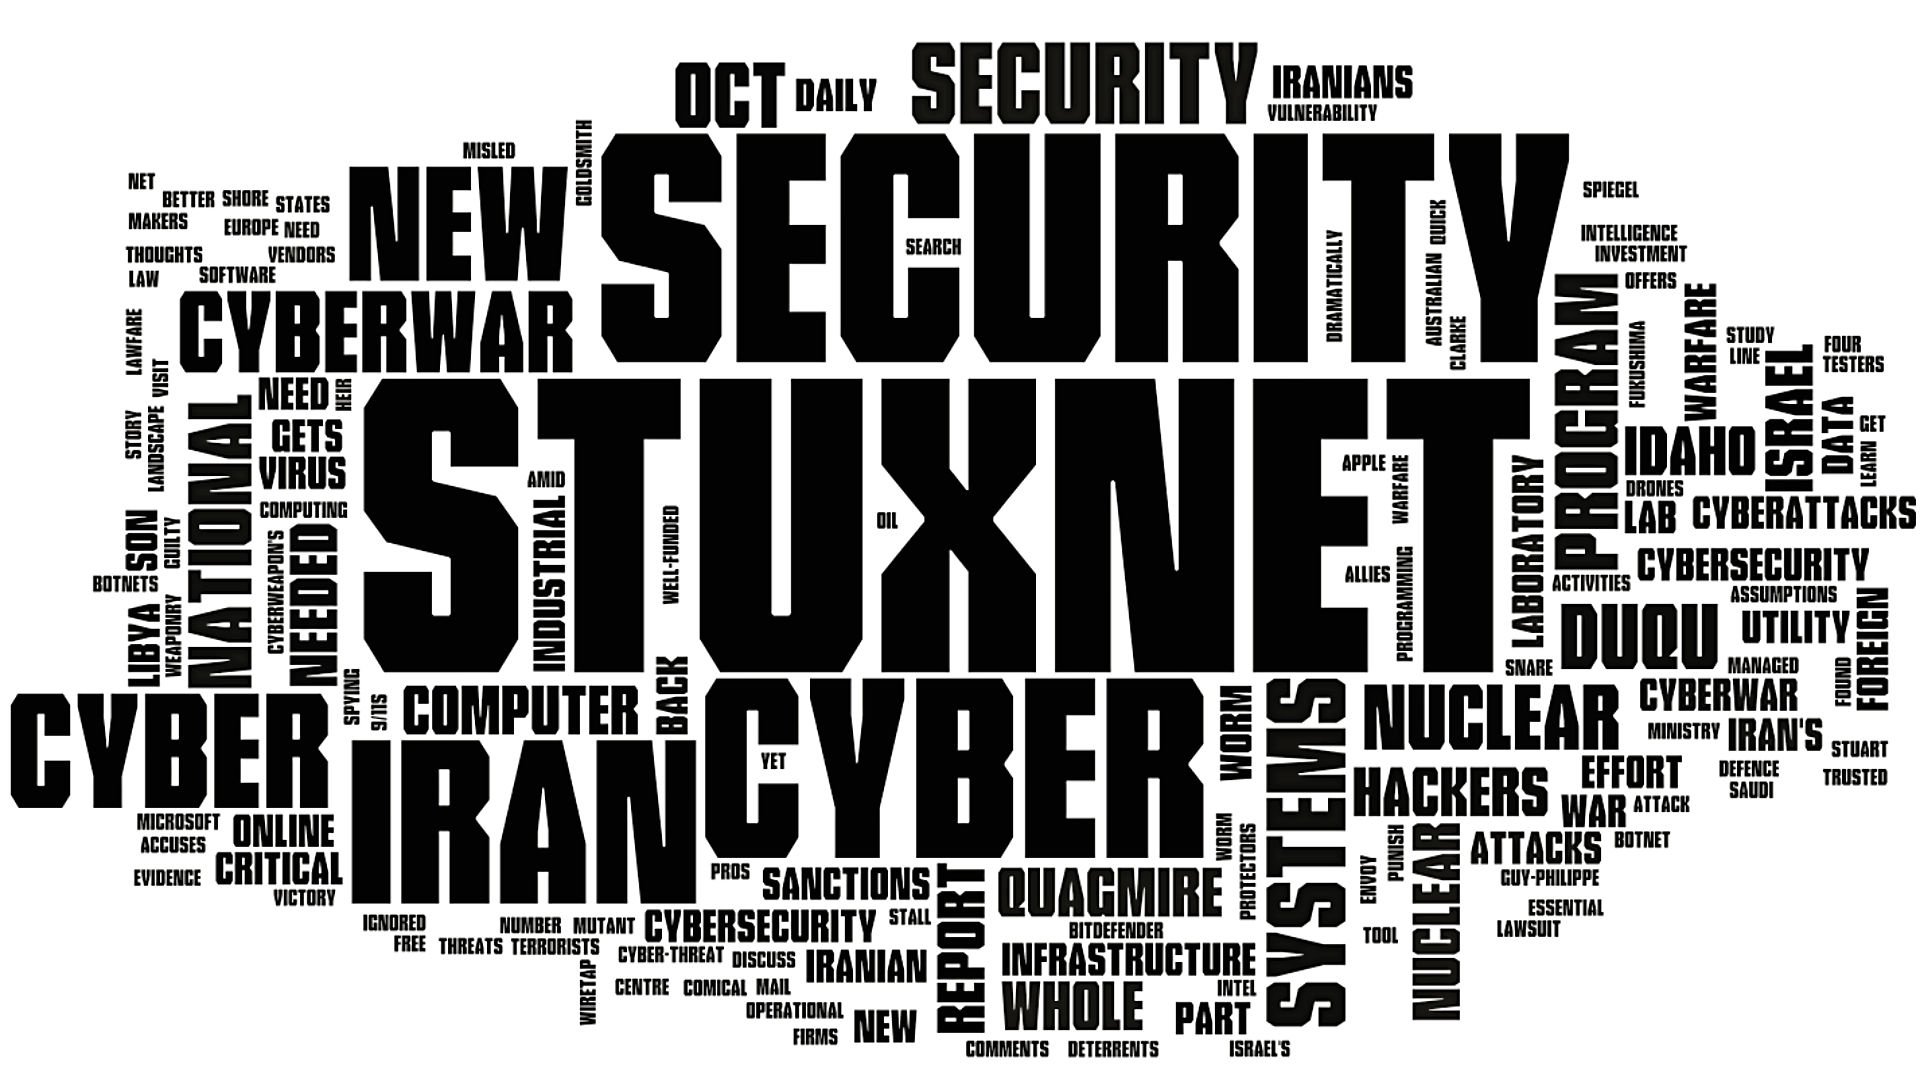 OCT DAILY SECURITY IRANIANS
VULNERABILITY
MISLED
GOLDSMITH
SECURITY
SEARCH
DRAMATICALLY
AUSTRALIAN
QUICK
CLARKE
SPIEGEL
NET
BETTER SHORE STATES
MAKERS EUROPE NEED
THOUGHTS VENDORS
LAW SOFTWARE
NEW
CYBERWAR
INTELLIGENCE
INVESTMENT
OFFERS
PROGRAM
FUKUSHIMA
WARFARE
STUDY
LINE
ISRAEL
FOUR
TESTERS
LAWFARE
VISIT
STORY
LANDSCAPE
NATIONAL
NEED
HEIR
GETS
VIRUS
COMPUTING
CYBERWEAPON'S
NEEDED
STUXNET
AMID
INDUSTRIAL
WELL-FUNDED
OIL
APPLE
WARFARE
ALLIES
PROGRAMMING
LABORATORY
IDAHO
DATA
GET
LEARN
DRONES
LAB CYBERATTACKS
CYBERSECURITY
ACTIVITIES
ASSUMPTIONS
DUQU UTILITY
FOREIGN
SNARE
MANAGED
FOUND
SON
GUILTY
BOTNETS
LIBYA
WEAPONRY
CYBER
SPYING
9/11S
COMPUTER
BACK
IRAN
CYBER
YET
WORM
SYSTEMS
NUCLEAR
CYBERWAR
MINISTRY IRAN'S
STUART
DEFENCE
SAUDI
TRUSTED
HACKERS
EFFORT
WAR ATTACK
BOTNET
ATTACKS
GUY-PHILIPPE
ESSENTIAL
LAWSUIT
MICROSOFT
ACCUSES
ONLINE
EVIDENCE
CRITICAL
VICTORY
WORM
PROTECTORS
ENVOY
PUNISH
NUCLEAR
TOOL
PROS
SANCTIONS
REPORT
QUAGMIRE
IGNORED
FREE
NUMBER MUTANT CYBERSECURITY STALL
THREATS TERRORISTS
WIRETAP
CYBER-THREAT DISCUSS IRANIAN
BITDEFENDER
INFRASTRUCTURE
CENTRE COMICAL MAIL
INTEL
OPERATIONAL
FIRMS NEW
WHOLE PART
COMMENTS DETERRENTS ISRAEL'S